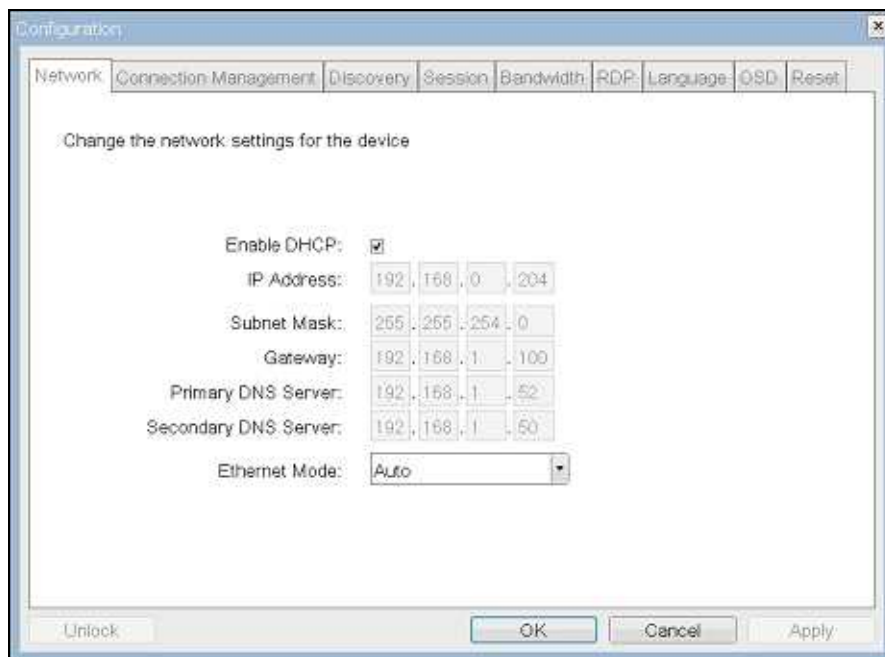 Configuration
Network Connection Management Discovery Session Bandwidth RDP Language OSD Reset
Change the network settings for the device
Enable DHCP:
IP Address: 192 . 168 . 0 . 204
Subnet Mask: 255 . 255 . 254 . 0
Gateway: 192 . 168 . 1 . 100
Primary DNS Server: 192 . 168 . 1 . 52
Secondary DNS Server: 192 . 168 . 1 . 50
Ethernet Mode: Auto
Unlock OK Cancel Apply